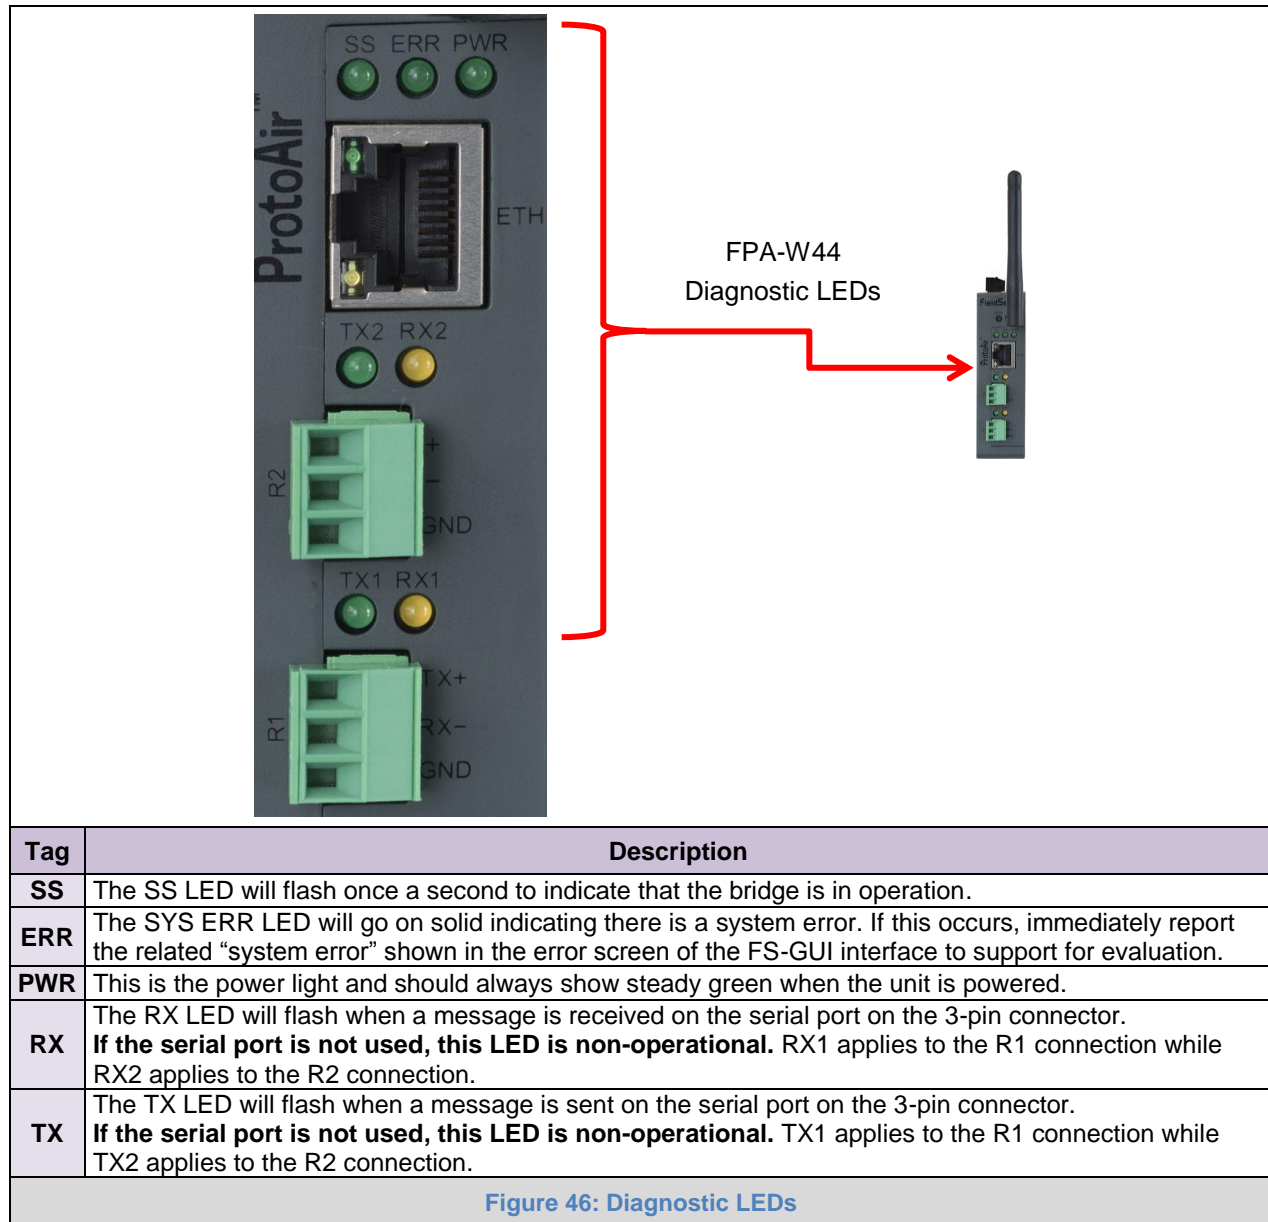 SS ERR PWR
™
ProtoAir
ETH
TX2 RX2
+
-
R2
GND
TX1 RX1
TX+
RX-
R1
GND
FPA-W44
Diagnostic LEDs
ProtoAir
Tag Description
SS The SS LED will flash once a second to indicate that the bridge is in operation.
ERR The SYS ERR LED will go on solid indicating there is a system error. If this occurs, immediately report
the related “system error” shown in the error screen of the FS-GUI interface to support for evaluation.
PWR This is the power light and should always show steady green when the unit is powered.
The RX LED will flash when a message is received on the serial port on the 3-pin connector.
RX If the serial port is not used, this LED is non-operational. RX1 applies to the R1 connection while
RX2 applies to the R2 connection.
The TX LED will flash when a message is sent on the serial port on the 3-pin connector.
TX If the serial port is not used, this LED is non-operational. TX1 applies to the R1 connection while
TX2 applies to the R2 connection.
Figure 46: Diagnostic LEDs